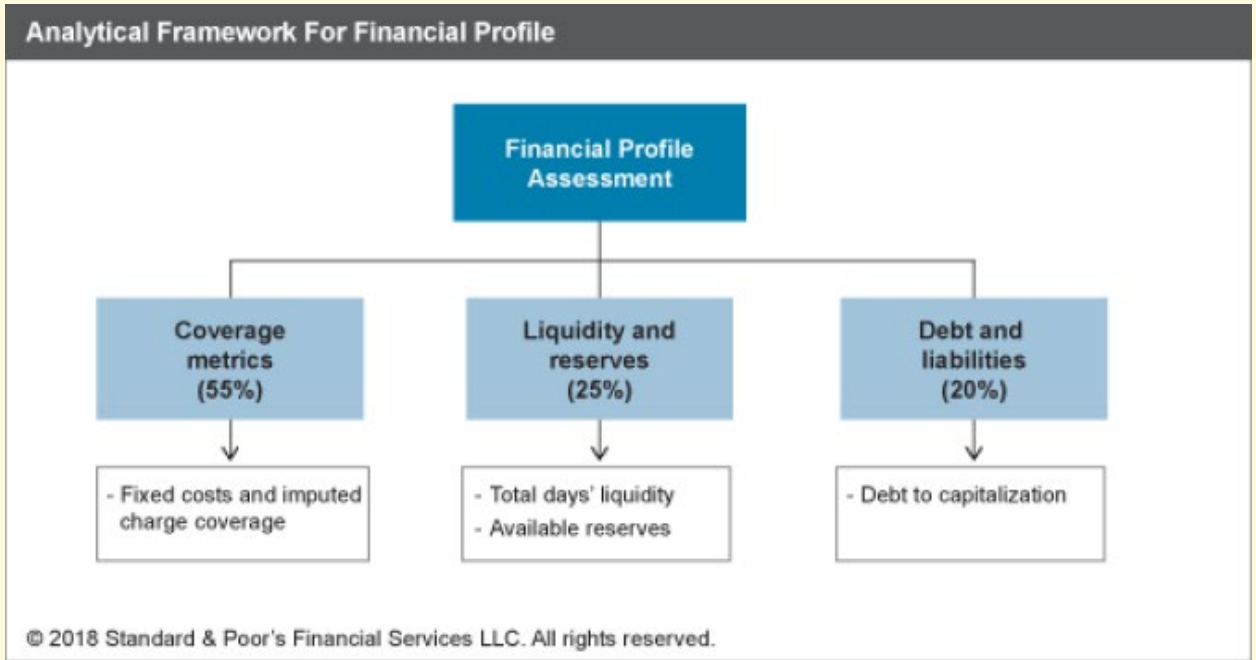 Analytical Framework For Financial Profile
Financial Profile
Assessment
Coverage
metrics
(55%)
Liquidity and
reserves
(25%)
Debt and
liabilities
(20%)
- Fixed costs and imputed
charge coverage
- Total days' liquidity
- Available reserves
- Debt to capitalization
© 2018 Standard & Poor's Financial Services LLC. All rights reserved.